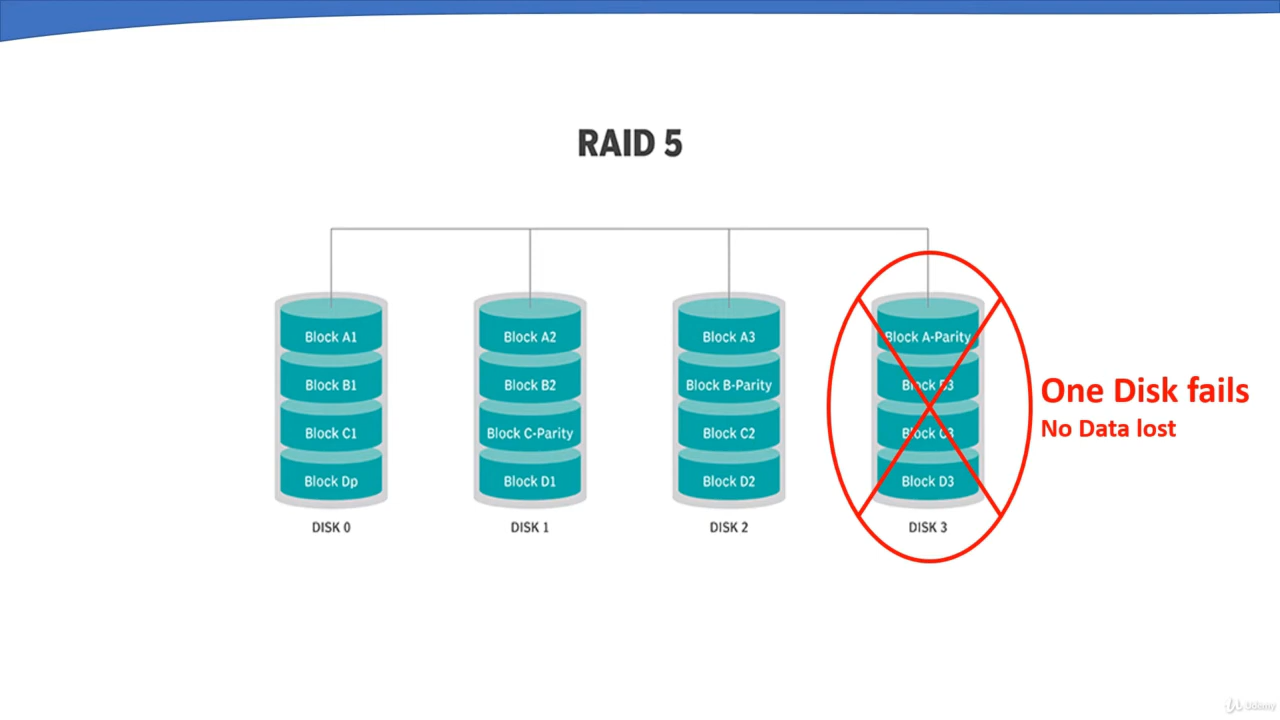 RAID 5
Block A1
Block B1
Block C1
Block Dp
DISK 0
Block A2
Block B2
Block C-Parity
Block D1
DISK 1
Block A3
Block B-Parity
Block C2
Block D2
DISK 2
Block A-Parity
Block B3
Block C3
Block D3
DISK 3
One Disk fails
No Data lost
Udemy